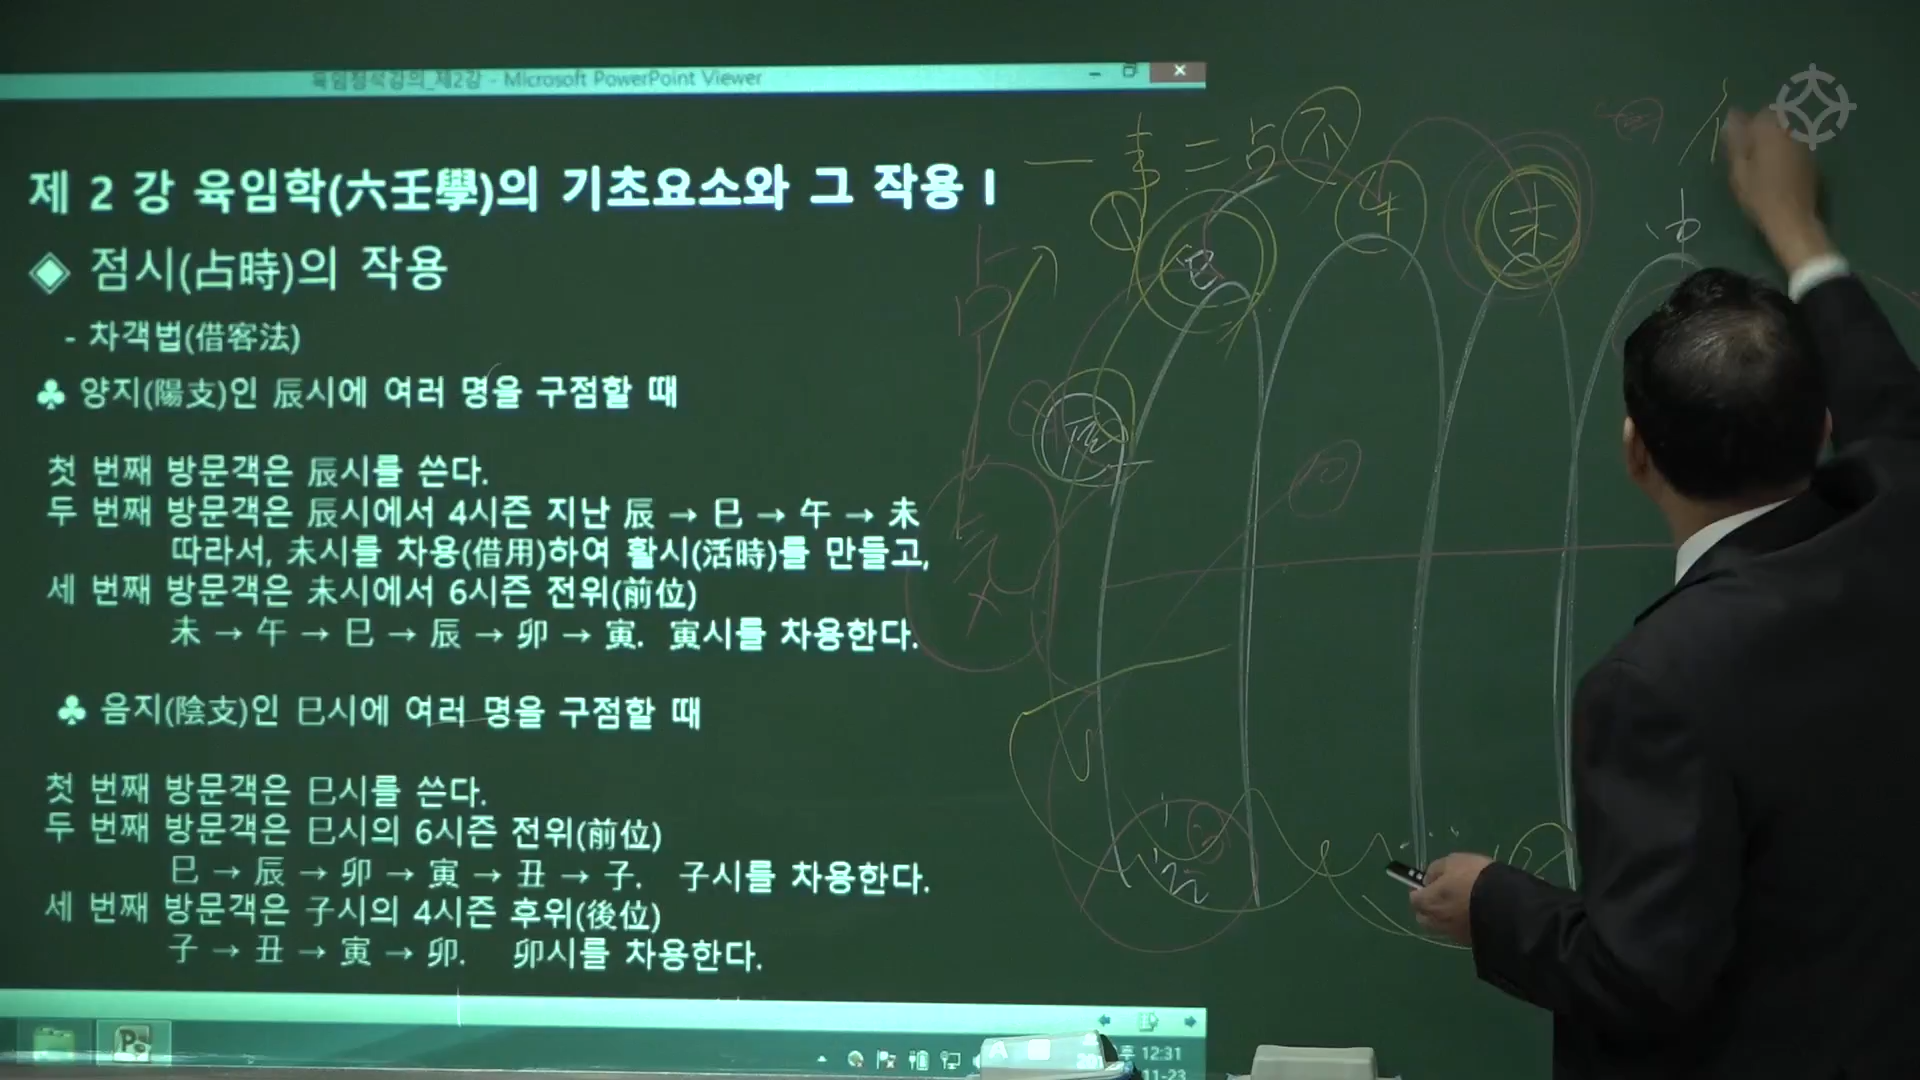 육임정석강의_제2강 - Microsoft PowerPoint Viewer
제 2 강 육임학(六壬學)의 기초요소와 그 작용 Ⅰ
◈ 점시(占時)의 작용
- 차객법(借客法)
♣ 양지(陽支)인 辰시에 여러 명을 구점할 때
첫 번째 방문객은 辰시를 쓴다.
두 번째 방문객은 辰시에서 4시즌 지난 辰 → 巳 → 午 → 未
따라서, 未시를 차용(借用)하여 활시(活時)를 만들고,
세 번째 방문객은 未시에서 6시즌 전위(前位)
未 → 午 → 巳 → 辰 → 卯 → 寅. 寅시를 차용한다.
♣ 음지(陰支)인 巳시에 여러 명을 구점할 때
첫 번째 방문객은 巳시를 쓴다.
두 번째 방문객은 巳시의 6시즌 전위(前位)
巳 → 辰 → 卯 → 寅 → 丑 → 子. 子시를 차용한다.
세 번째 방문객은 子시의 4시즌 후위(後位)
子 → 丑 → 寅 → 卯. 卯시를 차용한다.
一事二占不
巳 午 未
占
12:31
11-23